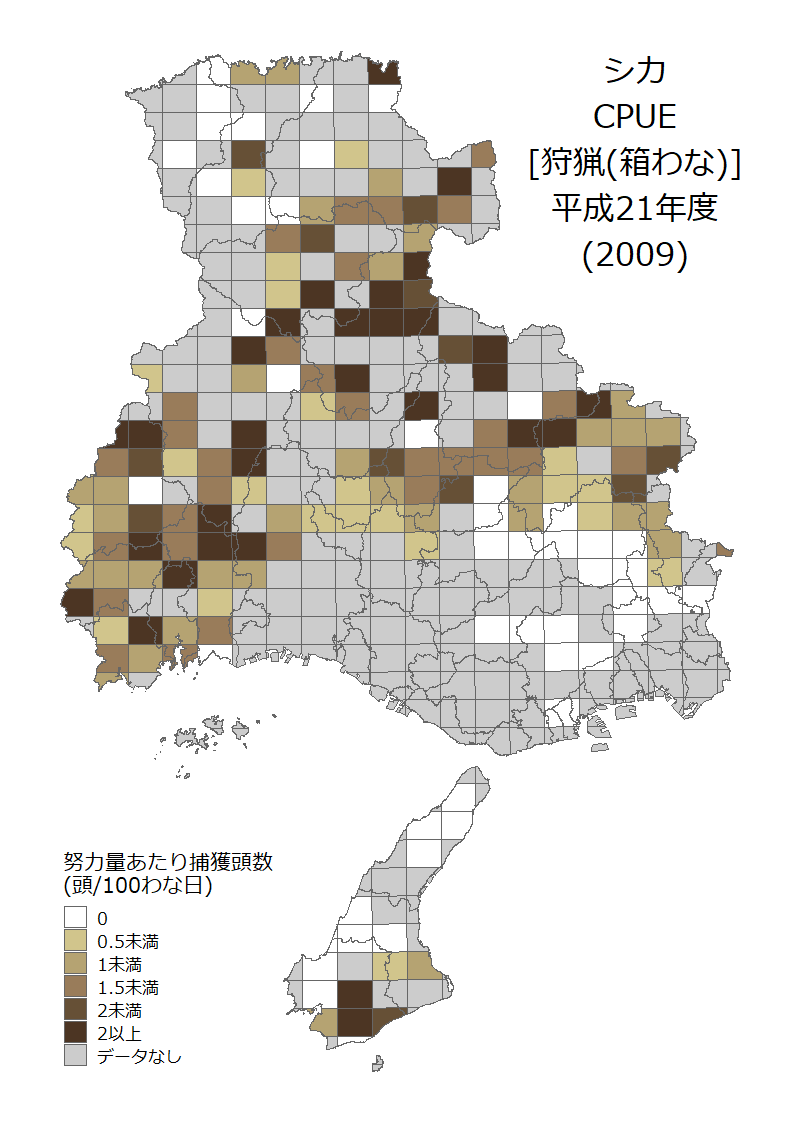 シカ
CPUE
[狩猟(箱わな)]
平成21年度
(2009)
努力量あたり捕獲頭数
(頭/100わな日)
0
0.5未満
1未満
1.5未満
2未満
2以上
データなし